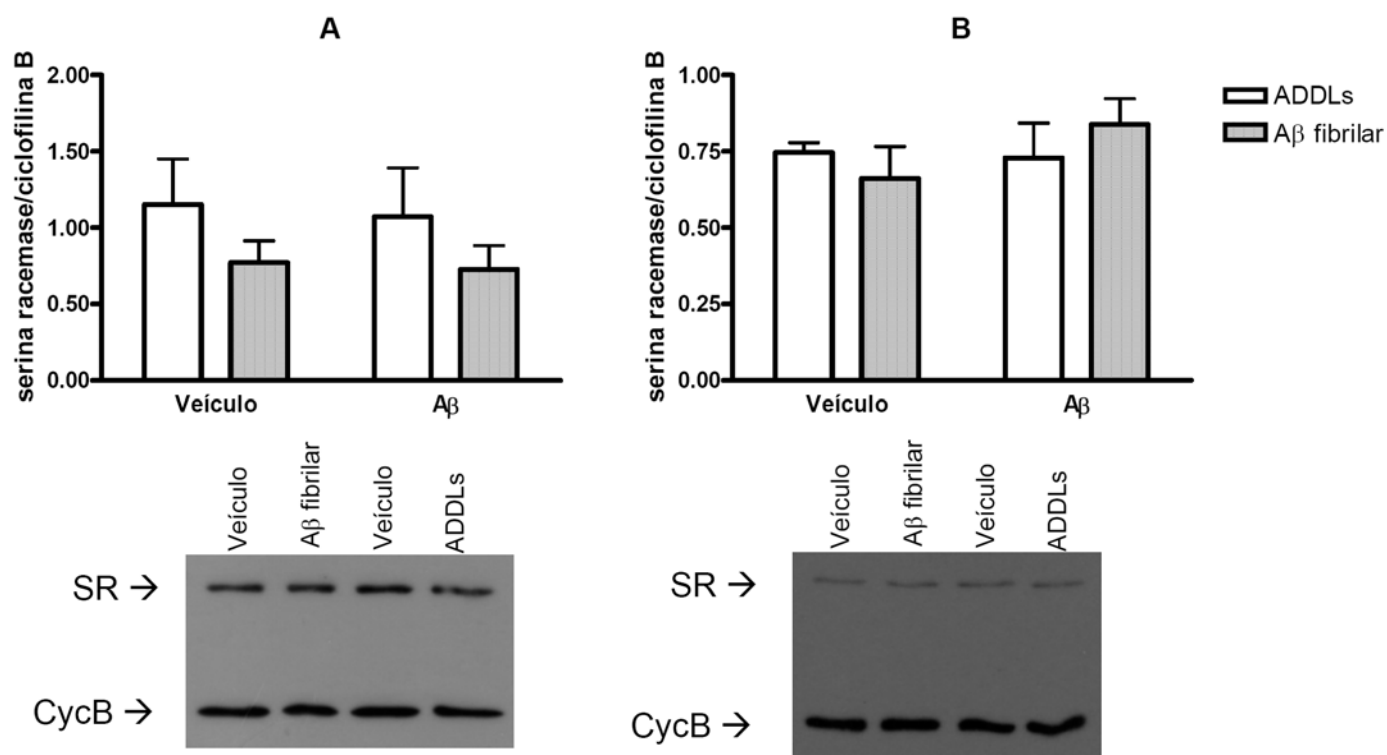 A
serina racemase/ciclofilina B
2.00
1.50
1.00
0.50
0.00
Veículo
Aβ
B
serina racemase/ciclofilina B
1.00
0.75
0.50
0.25
0.00
Veículo
Aβ
ADDLs
Aβ fibrilar
Veículo
Aβ fibrilar
Veículo
ADDLs
SR →
CycB →
Veículo
Aβ fibrilar
Veículo
ADDLs
SR →
CycB →